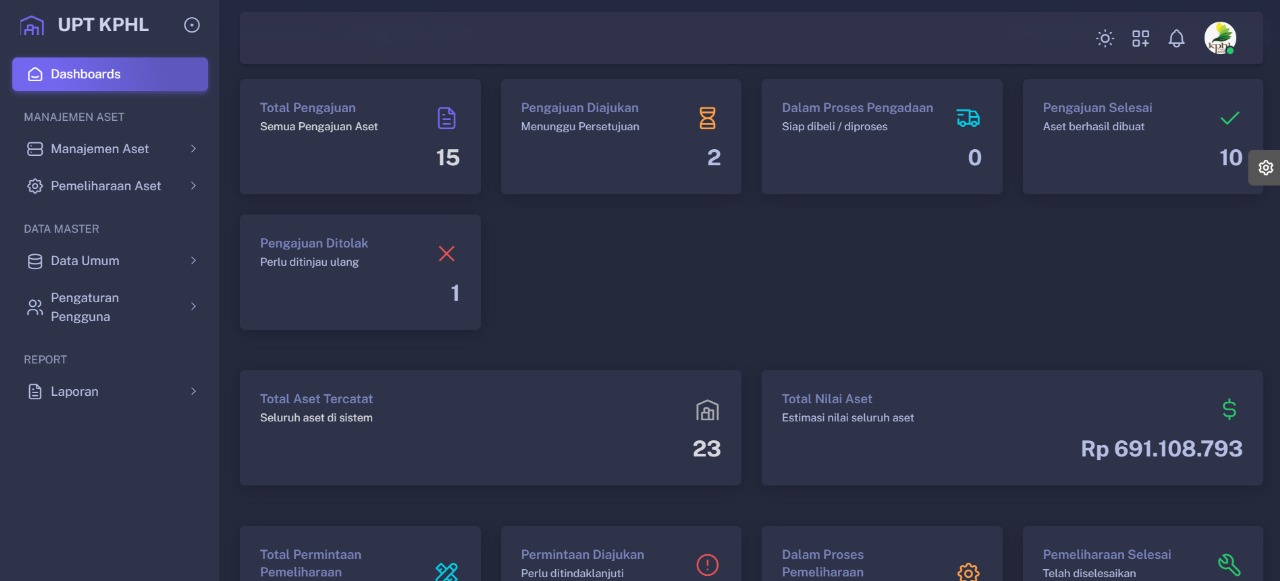 UPT KPHL
Dashboards
MANAJEMEN ASET
Manajemen Aset
Pemeliharaan Aset
DATA MASTER
Data Umum
Pengaturan
Pengguna
REPORT
Laporan
kphl
Total Pengajuan
Semua Pengajuan Aset
15
Pengajuan Diajukan
Menunggu Persetujuan
2
Dalam Proses Pengadaan
Siap dibeli / diproses
0
Pengajuan Selesai
Aset berhasil dibuat
10
Pengajuan Ditolak
Perlu ditinjau ulang
1
Total Aset Tercatat
Seluruh aset di sistem
23
Total Nilai Aset
Estimasi nilai seluruh aset
Rp 691.108.793
Total Permintaan
Pemeliharaan
Permintaan Diajukan
Perlu ditindaklanjuti
Dalam Proses
Pemeliharaan
Pemeliharaan Selesai
Telah diselesaikan